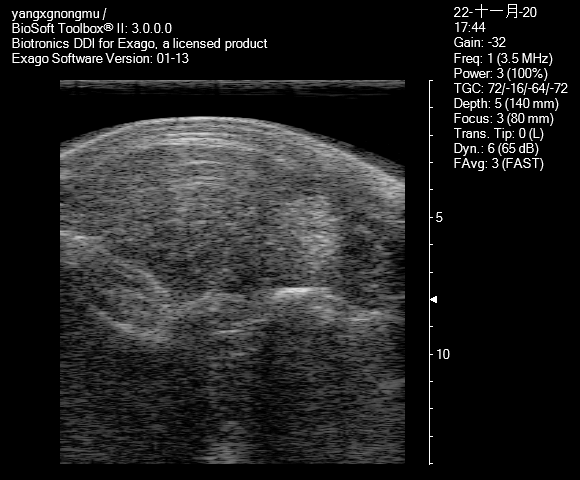 yangxgnongmu /
BioSoft Toolbox® II: 3.0.0.0
Biotronics DDI for Exago, a licensed product
Exago Software Version: 01-13
22-十一月-20
17:44
Gain: -32
Freq: 1 (3.5 MHz)
Power: 3 (100%)
TGC: 72/-16/-64/-72
Depth: 5 (140 mm)
Focus: 3 (80 mm)
Trans. Tip: 0 (L)
Dyn.: 6 (65 dB)
FAvg: 3 (FAST)
5
10